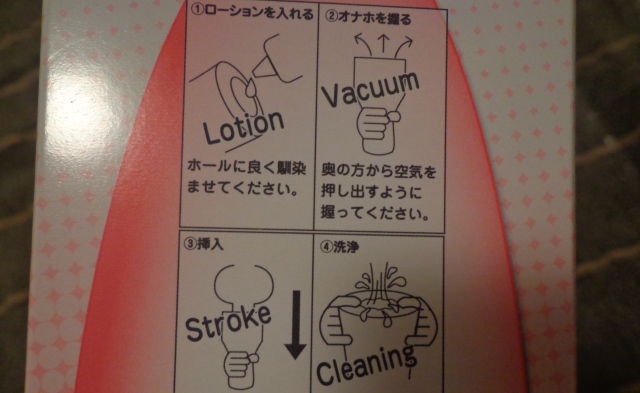 ①ローションを入れる
Lotion
ホールに良く馴染
ませてください。
②オナホを握る
Vacuum
奥の方から空気を
押し出すように
握ってください。
③挿入
Stroke
④洗浄
Cleaning